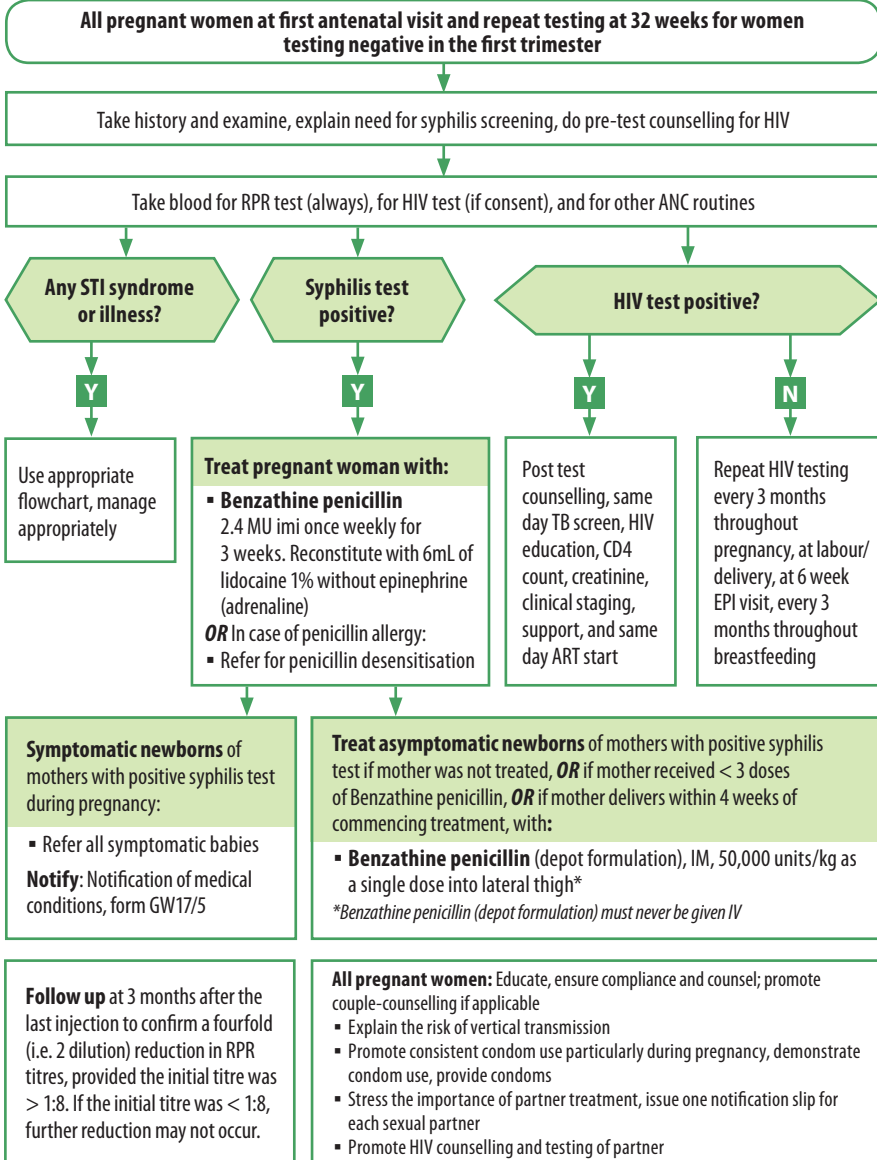 All pregnant women at first antenatal visit and repeat testing at 32 weeks for women
testing negative in the first trimester
Take history and examine, explain need for syphilis screening, do pre-test counselling for HIV
Take blood for RPR test (always), for HIV test (if consent), and for other ANC routines
Any STI syndrome
or illness?
Y
Use appropriate
flowchart, manage
appropriately
Syphilis test
positive?
Y
Treat pregnant woman with:
▪ Benzathine penicillin
2.4 MU imi once weekly for
3 weeks. Reconstitute with 6mL of
lidocaine 1% without epinephrine
(adrenaline)
OR In case of penicillin allergy:
▪ Refer for penicillin desensitisation
HIV test positive?
Y
Post test
counselling, same
day TB screen, HIV
education, CD4
count, creatinine,
clinical staging,
support, and same
day ART start
N
Repeat HIV testing
every 3 months
throughout
pregnancy, at labour/
delivery, at 6 week
EPI visit, every 3
months throughout
breastfeeding
Symptomatic newborns of
mothers with positive syphilis test
during pregnancy:
▪ Refer all symptomatic babies
Notify: Notification of medical
conditions, form GW17/5
Treat asymptomatic newborns of mothers with positive syphilis
test if mother was not treated, OR if mother received < 3 doses
of Benzathine penicillin, OR if mother delivers within 4 weeks of
commencing treatment, with:
▪ Benzathine penicillin (depot formulation), IM, 50,000 units/kg as
a single dose into lateral thigh*
*Benzathine penicillin (depot formulation) must never be given IV
Follow up at 3 months after the
last injection to confirm a fourfold
(i.e. 2 dilution) reduction in RPR
titres, provided the initial titre was
> 1:8. If the initial titre was < 1:8,
further reduction may not occur.
All pregnant women: Educate, ensure compliance and counsel; promote
couple-counselling if applicable
▪ Explain the risk of vertical transmission
▪ Promote consistent condom use particularly during pregnancy, demonstrate
condom use, provide condoms
▪ Stress the importance of partner treatment, issue one notification slip for
each sexual partner
▪ Promote HIV counselling and testing of partner